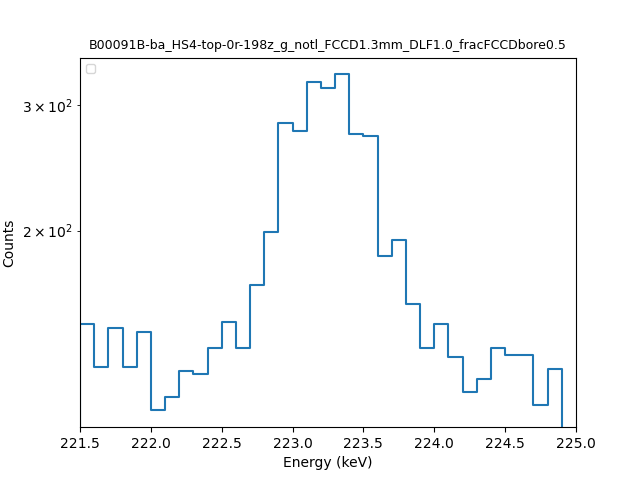 B00091B-ba_HS4-top-0r-198z_g_notl_FCCD1.3mm_DLF1.0_fracFCCDbore0.5
3 × 10²
2 × 10²
Counts
221.5 222.0 222.5 223.0 223.5 224.0 224.5 225.0
Energy (keV)